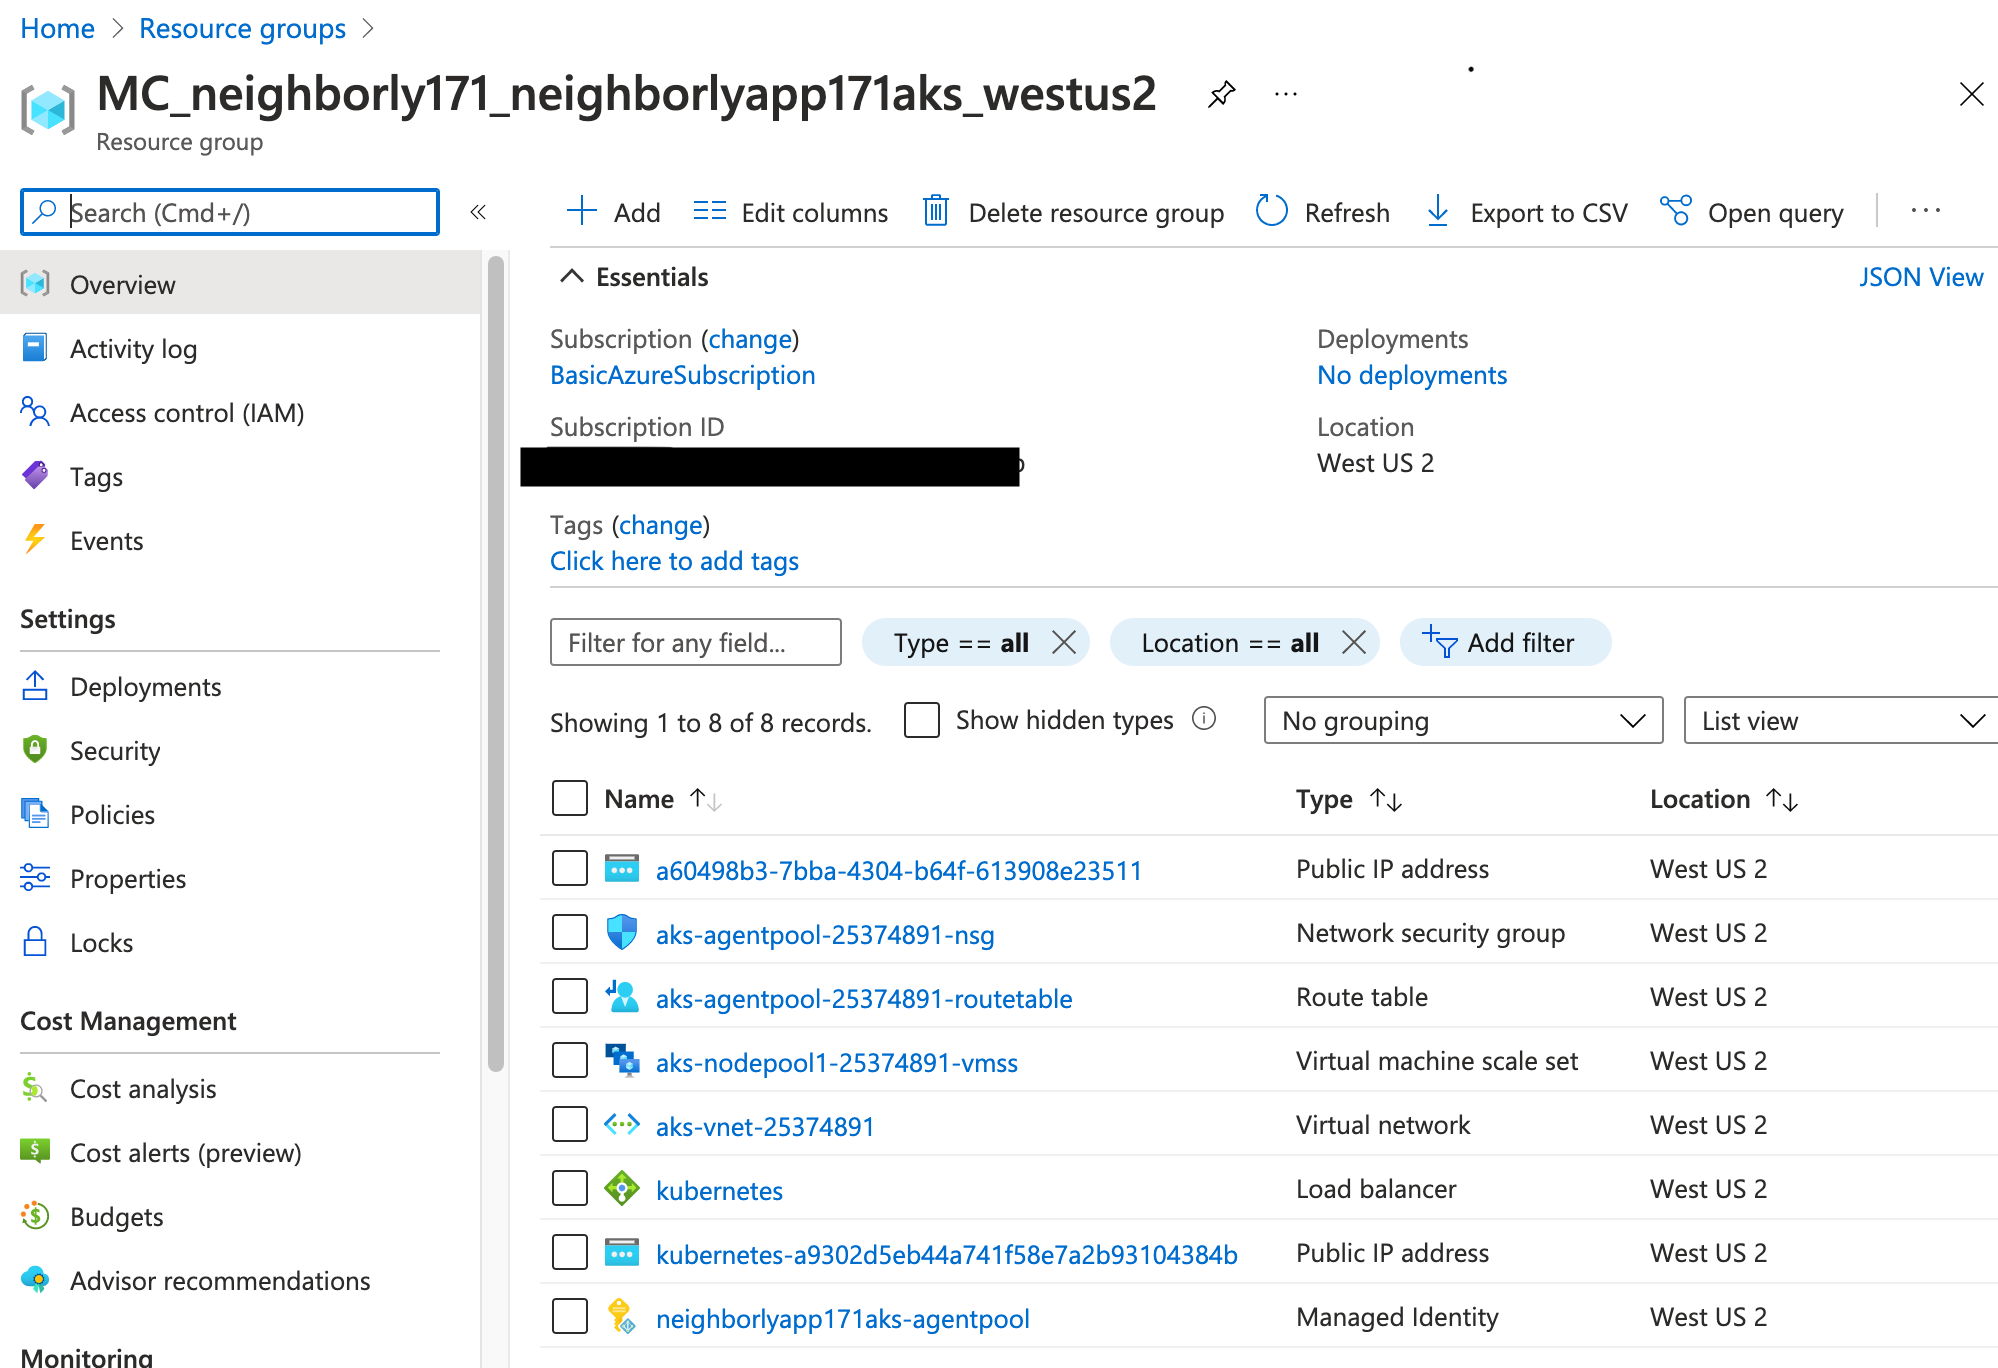 Home > Resource groups >
MC_neighborly171_neighborlyapp171aks_westus2
Resource group
Search (Cmd+/)
Overview
Activity log
Access control (IAM)
Tags
Events
Settings
Deployments
Security
Policies
Properties
Locks
Cost Management
Cost analysis
Cost alerts (preview)
Budgets
Advisor recommendations
Monitoring
Add Edit columns Delete resource group Refresh Export to CSV Open query
Essentials JSON View
Subscription (change)
BasicAzureSubscription
Subscription ID
Deployments
No deployments
Location
West US 2
Tags (change)
Click here to add tags
Filter for any field... Type == all Location == all Add filter
Showing 1 to 8 of 8 records. Show hidden types No grouping List view
Name Type Location
a60498b3-7bba-4304-b64f-613908e23511 Public IP address West US 2
aks-agentpool-25374891-nsg Network security group West US 2
aks-agentpool-25374891-routetable Route table West US 2
aks-nodepool1-25374891-vmss Virtual machine scale set West US 2
aks-vnet-25374891 Virtual network West US 2
kubernetes Load balancer West US 2
kubernetes-a9302d5eb44a741f58e7a2b93104384b Public IP address West US 2
neighborlyapp171aks-agentpool Managed Identity West US 2